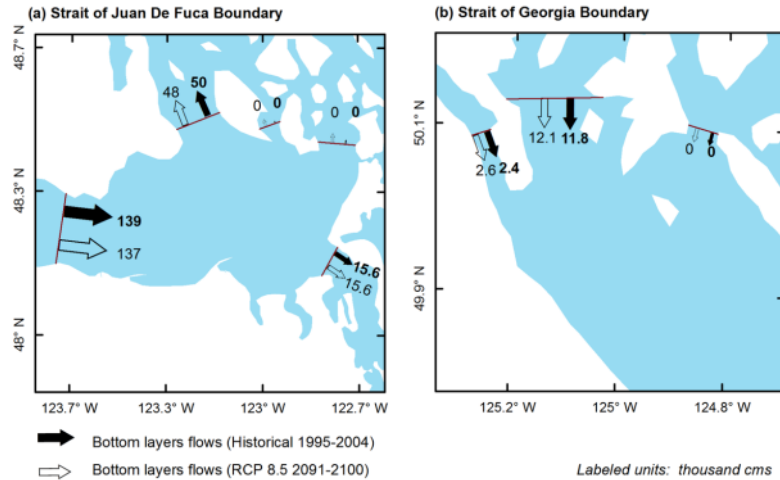 (a) Strait of Juan De Fuca Boundary
(b) Strait of Georgia Boundary
48.7° N
48.3° N
48° N
48
50
0 0
0 0
139
137
15.6
15.6
123.7° W 123.3° W 123° W 122.7° W
50.1° N
49.9° N
12.1 11.8
2.6 2.4
0 0
125.2° W 125° W 124.8° W
Bottom layers flows (Historical 1995-2004)
Bottom layers flows (RCP 8.5 2091-2100)
Labeled units: thousand cms